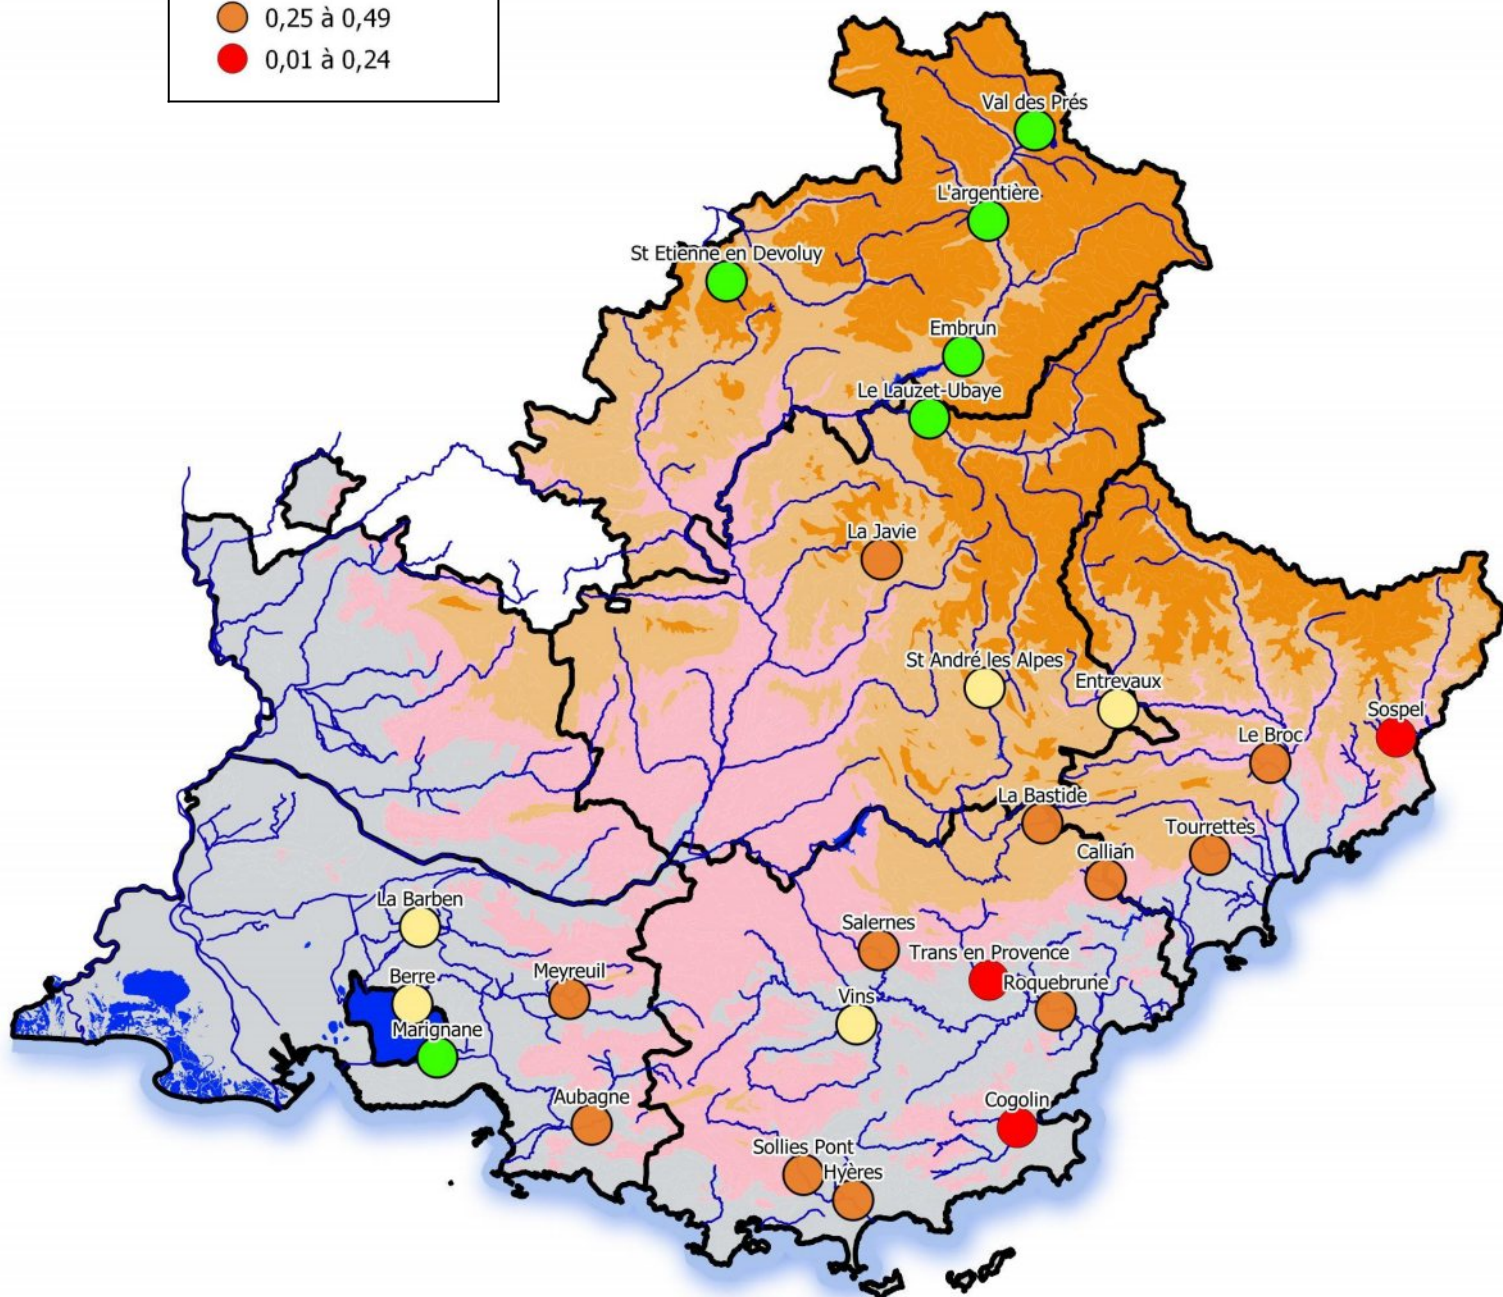 0,25 à 0,49
0,01 à 0,24
Val des Prés
L'argentière
St Etienne en Devoluy
Embrun
Le Lauzet-Ubaye
La Javie
St André les Alpes
Entrevaux
Sospel
Le Broc
La Bastide
Tourrettes
Callian
La Barben
Salernes
Trans en Provence
Meyreuil
Berre
Roquebrune
Vins
Marignane
Aubagne
Cogolin
Sollies Pont
Hyères